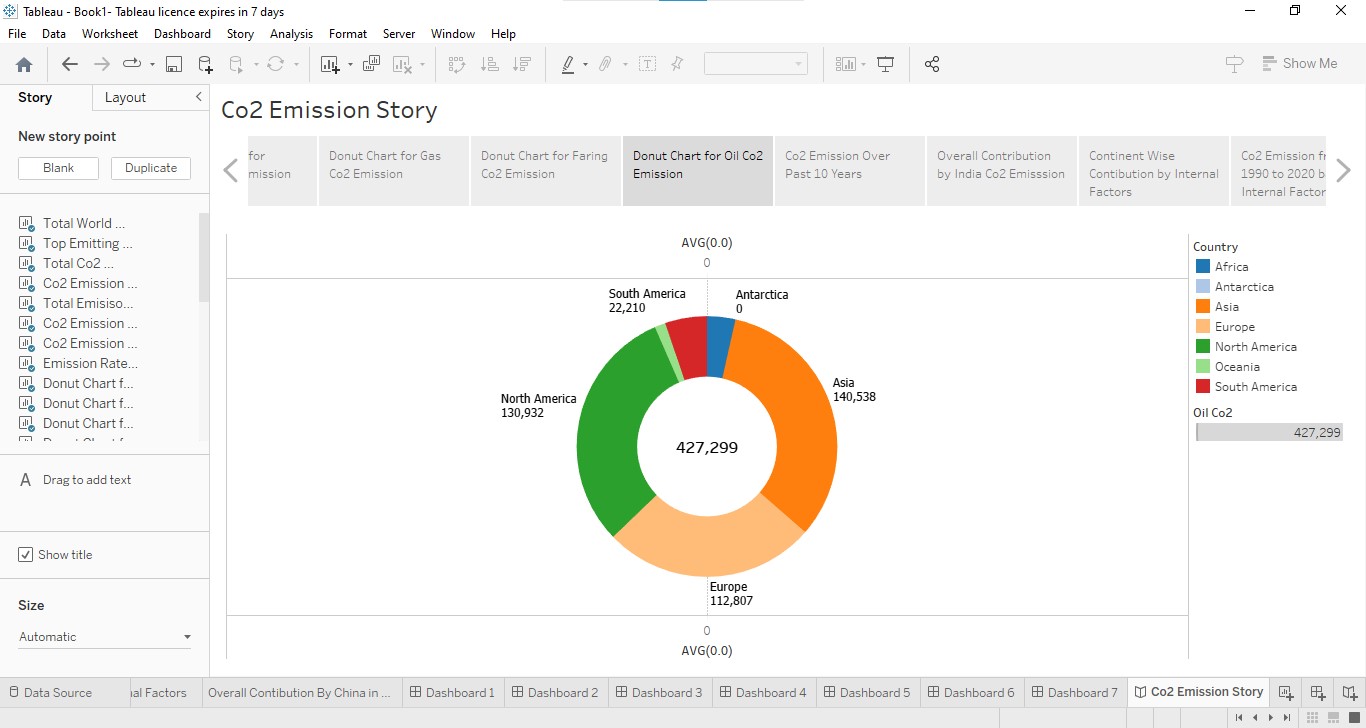 Tableau - Book1- Tableau licence expires in 7 days
File Data Worksheet Dashboard Story Analysis Format Server Window Help
Show Me
Story Layout
New story point
Blank Duplicate
Total World ...
Top Emitting ...
Total Co2 ...
Co2 Emission ...
Total Emisiso...
Co2 Emission ...
Co2 Emission ...
Emission Rate...
Donut Chart f...
Donut Chart f...
Donut Chart f...
A Drag to add text
Show title
Size
Automatic
Co2 Emission Story
for
mission
Donut Chart for Gas
Co2 Emission
Donut Chart for Faring
Co2 Emission
Donut Chart for Oil Co2
Emission
Co2 Emission Over
Past 10 Years
Overall Contribution
by India Co2 Emisssion
Continent Wise
Contibution by Internal
Factors
Co2 Emission fr
1990 to 2020 b
Internal Factor
AVG(0.0)
0
South America
22,210
Antarctica
0
Asia
140,538
North America
130,932
427,299
Europe
112,807
0
AVG(0.0)
Country
Africa
Antarctica
Asia
Europe
North America
Oceania
South America
Oil Co2
427,299
Data Source al Factors Overall Contibution By China in ... Dashboard 1 Dashboard 2 Dashboard 3 Dashboard 4 Dashboard 5 Dashboard 6 Dashboard 7 Co2 Emission Story